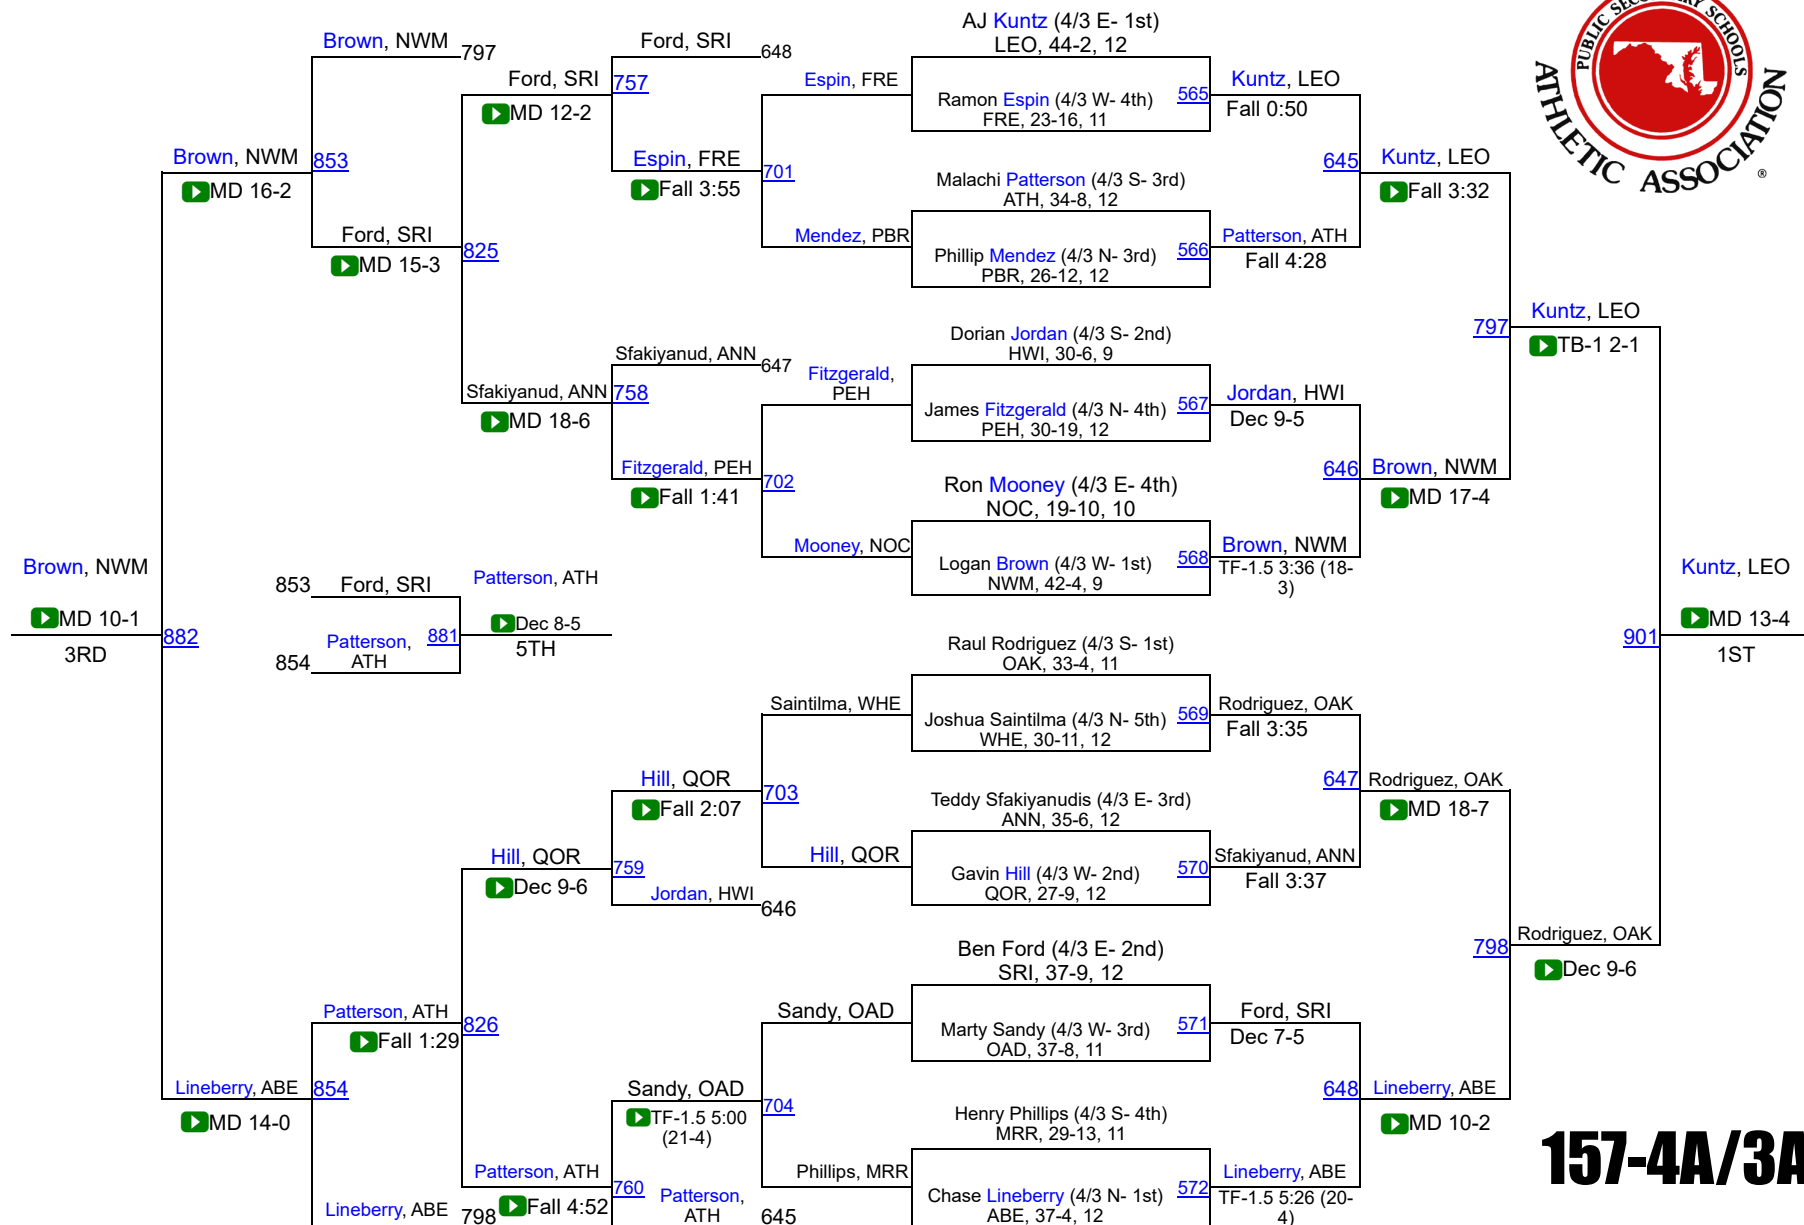 PUBLIC SECONDARY SCHOOLS
ATHLETIC ASSOCIATION
®
Brown, NWM
797
Ford, SRI
648
AJ Kuntz (4/3 E- 1st)
LEO, 44-2, 12
Ford, SRI
757
MD 12-2
Espin, FRE
Ramon Espin (4/3 W- 4th)
FRE, 23-16, 11
565
Kuntz, LEO
Fall 0:50
Brown, NWM
853
MD 16-2
Espin, FRE
701
Fall 3:55
Malachi Patterson (4/3 S- 3rd)
ATH, 34-8, 12
645
Kuntz, LEO
Fall 3:32
Ford, SRI
825
MD 15-3
Mendez, PBR
Phillip Mendez (4/3 N- 3rd)
PBR, 26-12, 12
566
Patterson, ATH
Fall 4:28
797
Kuntz, LEO
TB-1 2-1
Sfakiyanud, ANN
647
Dorian Jordan (4/3 S- 2nd)
HWI, 30-6, 9
Sfakiyanud, ANN
758
MD 18-6
Fitzgerald,
PEH
James Fitzgerald (4/3 N- 4th)
PEH, 30-19, 12
567
Jordan, HWI
Dec 9-5
Fitzgerald, PEH
702
Fall 1:41
Ron Mooney (4/3 E- 4th)
NOC, 19-10, 10
646
Brown, NWM
MD 17-4
Mooney, NOC
Logan Brown (4/3 W- 1st)
NWM, 42-4, 9
568
Brown, NWM
TF-1.5 3:36 (18-
3)
Brown, NWM
MD 10-1
3RD
882
853
Ford, SRI
854
Patterson,
ATH
881
Patterson, ATH
Dec 8-5
5TH
901
Kuntz, LEO
MD 13-4
1ST
Raul Rodriguez (4/3 S- 1st)
OAK, 33-4, 11
Saintilma, WHE
Joshua Saintilma (4/3 N- 5th)
WHE, 30-11, 12
569
Rodriguez, OAK
Fall 3:35
Hill, QOR
703
Fall 2:07
Teddy Sfakiyanudis (4/3 E- 3rd)
ANN, 35-6, 12
647
Rodriguez, OAK
MD 18-7
Hill, QOR
759
Dec 9-6
Hill, QOR
Gavin Hill (4/3 W- 2nd)
QOR, 27-9, 12
570
Sfakiyanud, ANN
Fall 3:37
Jordan, HWI
646
798
Rodriguez, OAK
Dec 9-6
Ben Ford (4/3 E- 2nd)
SRI, 37-9, 12
Patterson, ATH
826
Fall 1:29
Sandy, OAD
Marty Sandy (4/3 W- 3rd)
OAD, 37-8, 11
571
Ford, SRI
Dec 7-5
Lineberry, ABE
854
MD 14-0
Sandy, OAD
704
TF-1.5 5:00
(21-4)
Henry Phillips (4/3 S- 4th)
MRR, 29-13, 11
648
Lineberry, ABE
MD 10-2
Patterson, ATH
760
Fall 4:52
Phillips, MRR
Chase Lineberry (4/3 N- 1st)
ABE, 37-4, 12
572
Lineberry, ABE
TF-1.5 5:26 (20-
4)
Lineberry, ABE
798
Patterson,
ATH
645
157-4A/3A